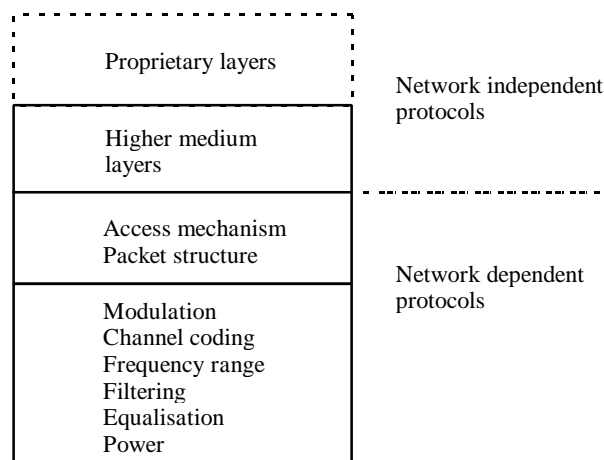 Proprietary layers
Network independent
protocols
Higher medium
layers
Access mechanism
Packet structure
Network dependent
protocols
Modulation
Channel coding
Frequency range
Filtering
Equalisation
Power